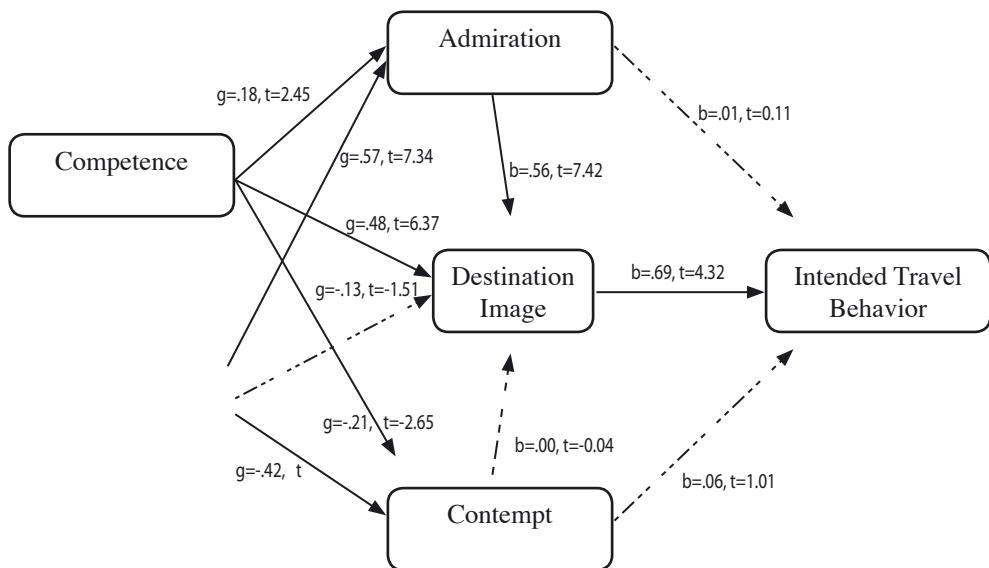 Admiration
g=.18, t=2.45
b=.01, t=0.11
Competence
g=.57, t=7.34
b=.56, t=7.42
g=.48, t=6.37
Destination
Image
b=.69, t=4.32
Intended Travel
Behavior
g=-.13, t=-1.51
g=-.21, t=-2.65
b=.00, t=-0.04
g=-.42, t
b=.06, t=1.01
Contempt